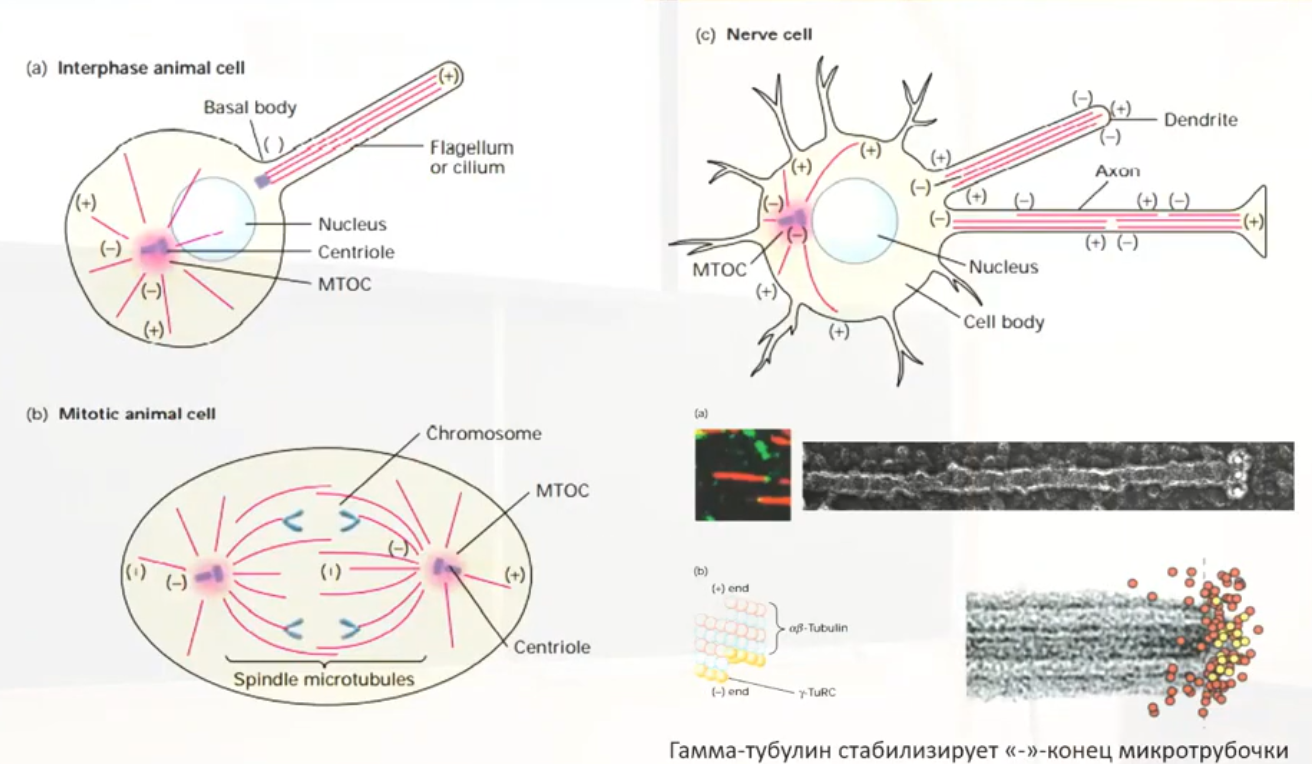 (a) Interphase animal cell
Basal body
( )
(+)
Flagellum
or cilium
(+)
(–)
Nucleus
Centriole
MTOC
(–)
(+)
(b) Mitotic animal cell
Chromosome
MTOC
(–)
(+)
(–)
(+)
(+)
Centriole
Spindle microtubules
(c) Nerve cell
(–)
(+)
(–)
Dendrite
(+)
(+)
(+)
(–)
(+)
Axon
(–)
(+)
(–)
(–)
(–)
(–)
(+)
(+)
(–)
MTOC
Nucleus
(+)
Cell body
(+)
(a)
(b)
(+) end
αβ-Tubulin
(–) end
γ-TuRC
Гамма-тубулин стабилизирует «-»-конец микротрубочки